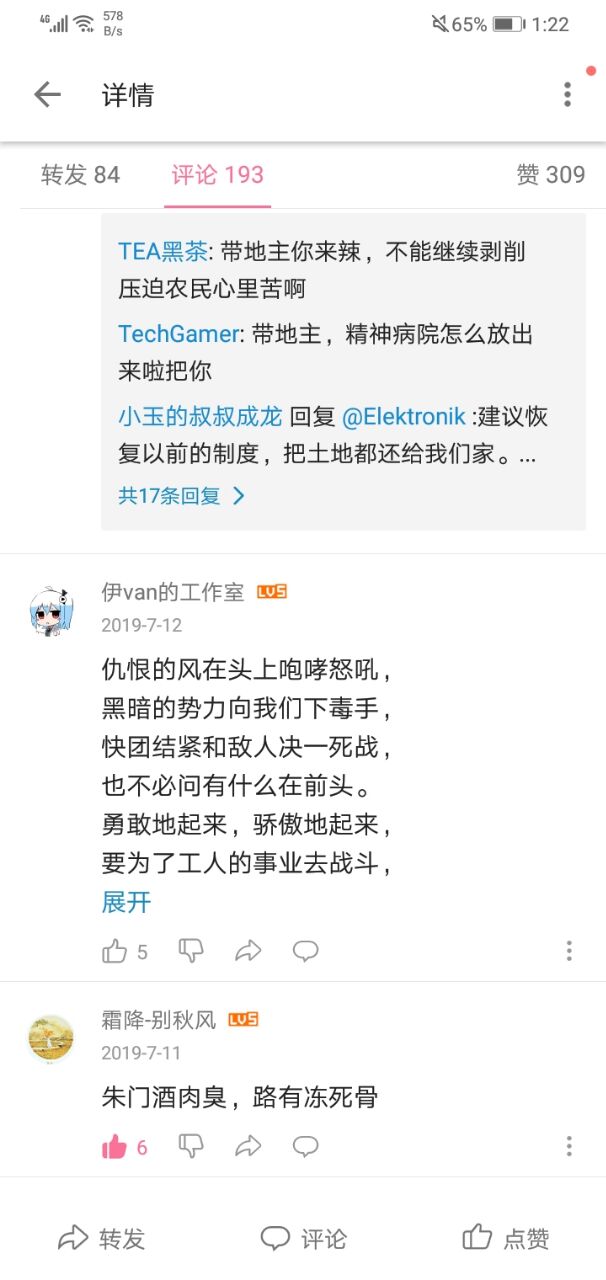 4G 578 B/s 65% 1:22
详情
转发 84 评论 193 赞 309
TEA黑茶: 带地主你来辣，不能继续剥削
压迫农民心里苦啊
TechGamer: 带地主，精神病院怎么放出
来啦把你
小玉的叔叔成龙 回复 @Elektronik :建议恢
复以前的制度，把土地都还给我们家。...
共17条回复
伊van的工作室 LV5
2019-7-12
仇恨的风在头上咆哮怒吼，
黑暗的势力向我们下毒手，
快团结紧和敌人决一死战，
也不必问有什么在前头。
勇敢地起来，骄傲地起来，
要为了工人的事业去战斗，
展开
5
霜降-别秋风 LV5
2019-7-11
朱门酒肉臭，路有冻死骨
6
转发 评论 点赞